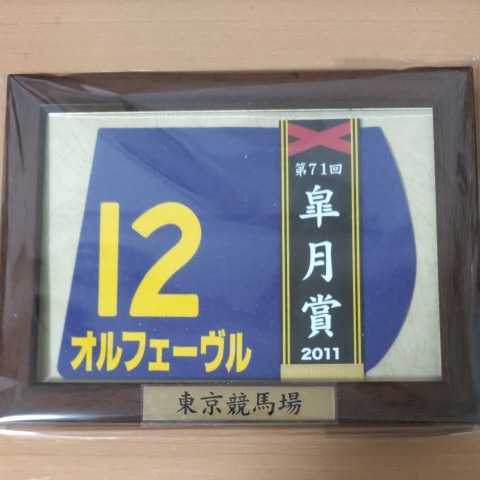 12
オルフェーヴル
第71回
皐月賞
2011
東京競馬場